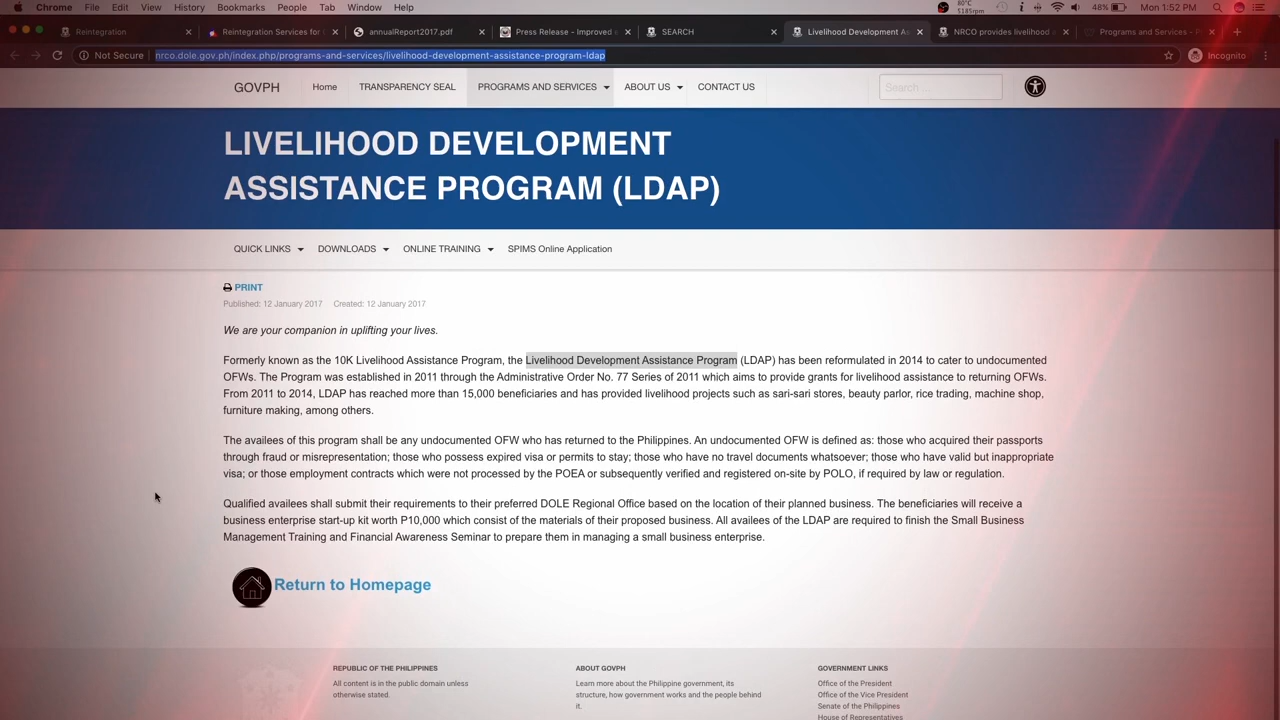 Chrome File Edit View History Bookmarks People Tab Window Help 80°C 5185rpm 48% Mon 1:52 PM
Reintegration Reintegration Services for annualReport2017.pdf Press Release - Improved SEARCH Livelihood Development As NRCO provides livelihood Programs and Services - P
Not Secure nrco.dole.gov.ph/index.php/programs-and-services/livelihood-development-assistance-program-ldap Incognito
GOVPH Home TRANSPARENCY SEAL PROGRAMS AND SERVICES ABOUT US CONTACT US Search ...
LIVELIHOOD DEVELOPMENT
ASSISTANCE PROGRAM (LDAP)
QUICK LINKS DOWNLOADS ONLINE TRAINING SPIMS Online Application
PRINT
Published: 12 January 2017 Created: 12 January 2017
We are your companion in uplifting your lives.
Formerly known as the 10K Livelihood Assistance Program, the Livelihood Development Assistance Program (LDAP) has been reformulated in 2014 to cater to undocumented
OFWs. The Program was established in 2011 through the Administrative Order No. 77 Series of 2011 which aims to provide grants for livelihood assistance to returning OFWs.
From 2011 to 2014, LDAP has reached more than 15,000 beneficiaries and has provided livelihood projects such as sari-sari stores, beauty parlor, rice trading, machine shop,
furniture making, among others.
The availees of this program shall be any undocumented OFW who has returned to the Philippines. An undocumented OFW is defined as: those who acquired their passports
through fraud or misrepresentation; those who possess expired visa or permits to stay; those who have no travel documents whatsoever; those who have valid but inappropriate
visa; or those employment contracts which were not processed by the POEA or subsequently verified and registered on-site by POLO, if required by law or regulation.
Qualified availees shall submit their requirements to their preferred DOLE Regional Office based on the location of their planned business. The beneficiaries will receive a
business enterprise start-up kit worth P10,000 which consist of the materials of their proposed business. All availees of the LDAP are required to finish the Small Business
Management Training and Financial Awareness Seminar to prepare them in managing a small business enterprise.
Return to Homepage
REPUBLIC OF THE PHILIPPINES ABOUT GOVPH GOVERNMENT LINKS
All content is in the public domain unless Learn more about the Philippine government, its Office of the President
otherwise stated. structure, how government works and the people behind Office of the Vice President
it. Senate of the Philippines
House of Representatives